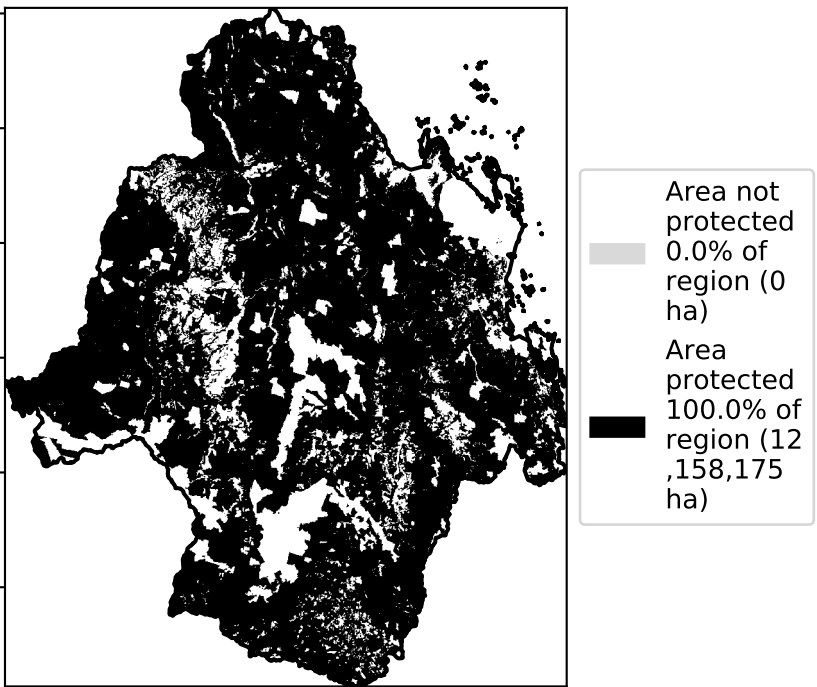 Area not
protected
0.0% of
region (0
ha)
Area
protected
100.0% of
region (12
,158,175
ha)